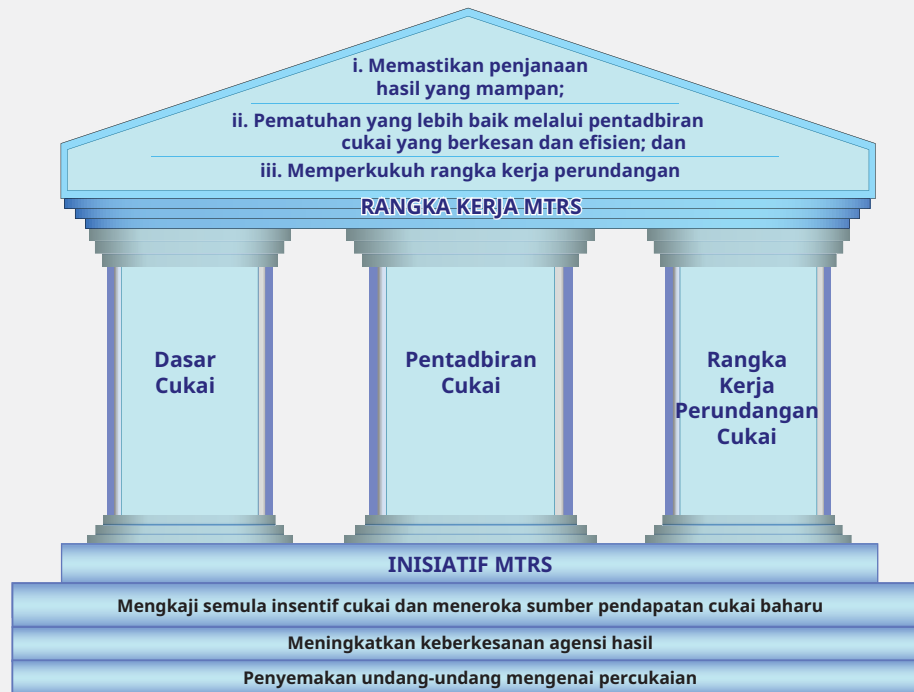 i. Memastikan penjanaan
hasil yang mampan;
ii. Pematuhan yang lebih baik melalui pentadbiran
cukai yang berkesan dan efisien; dan
iii. Memperkukuh rangka kerja perundangan
RANGKA KERJA MTRS
Dasar
Cukai
Pentadbiran
Cukai
Rangka
Kerja
Perundangan
Cukai
INISIATIF MTRS
Mengkaji semula insentif cukai dan meneroka sumber pendapatan cukai baharu
Meningkatkan keberkesanan agensi hasil
Penyemakan undang-undang mengenai percukaian